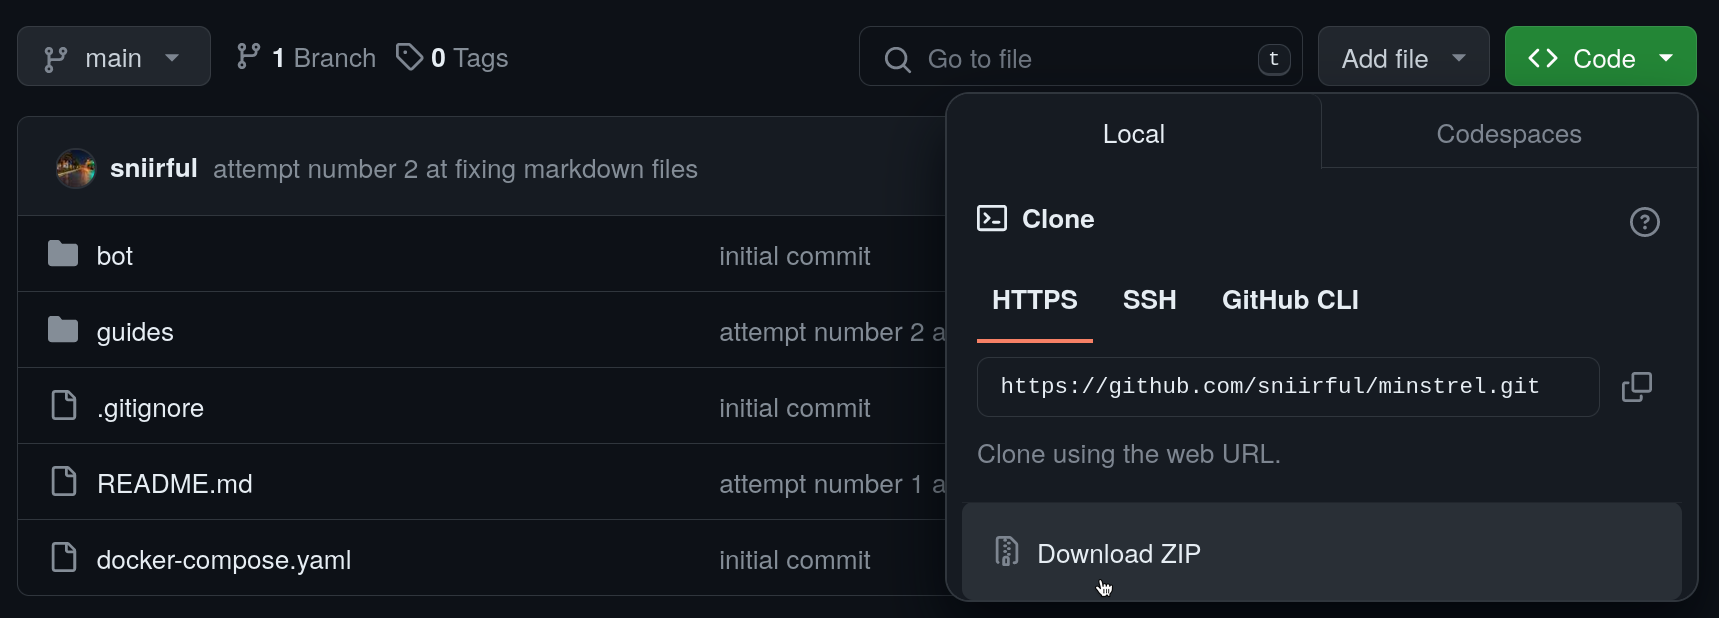 main 1 Branch 0 Tags Go to file t Add file Code
Local Codespaces
sniirful attempt number 2 at fixing markdown files
Clone
bot initial commit
HTTPS SSH GitHub CLI
guides attempt number 2 a
https://github.com/sniirful/minstrel.git
.gitignore initial commit
Clone using the web URL.
README.md attempt number 1 a
docker-compose.yaml initial commit
Download ZIP